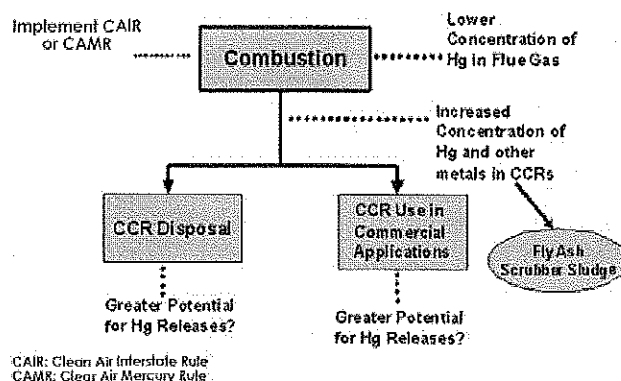 Implement CAIR
or CAMR
Combustion
Lower
Concentration of
Hg in Flue Gas
Increased
Concentration of
Hg and other
metals in CCRs
CCR Disposal
CCR Use in
Commercial
Applications
Fly Ash
Scrubber Sludge
Greater Potential
for Hg Releases?
Greater Potential
for Hg Releases?
CAIR: Clean Air Interstate Rule
CAMR: Clear Air Mercury Rule